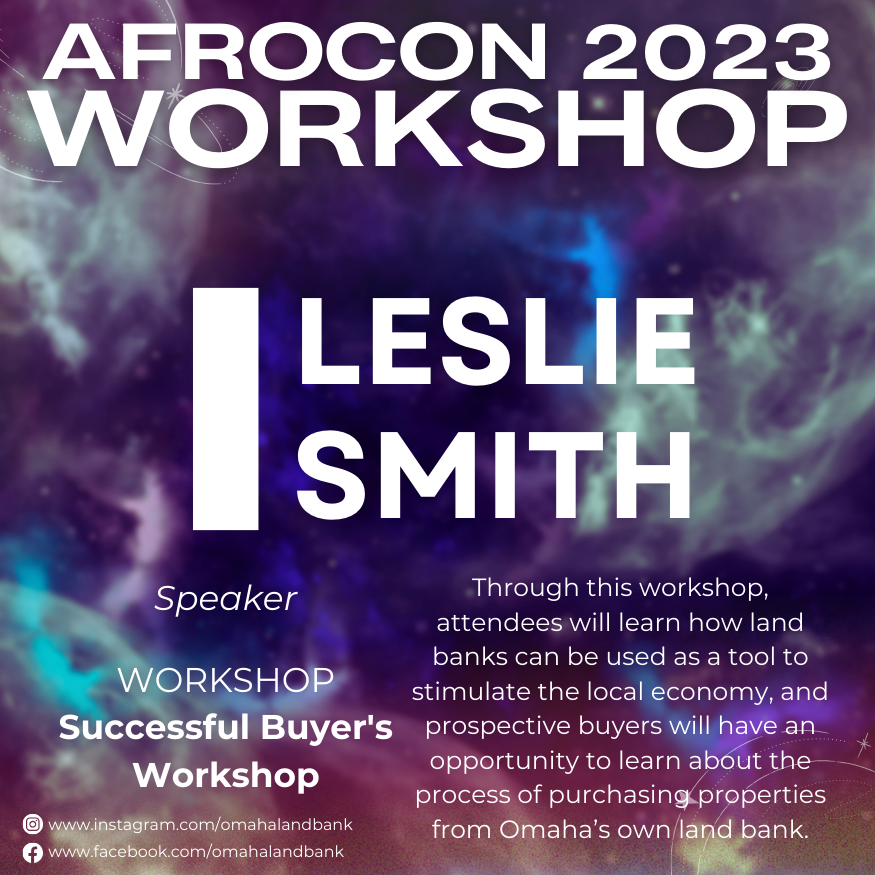 AFROCON 2023
WORKSHOP
LESLIE
SMITH
Speaker
WORKSHOP
Successful Buyer's
Workshop
www.instagram.com/omahalandbank
www.facebook.com/omahalandbank
Through this workshop,
attendees will learn how land
banks can be used as a tool to
stimulate the local economy, and
prospective buyers will have an
opportunity to learn about the
process of purchasing properties
from Omaha’s own land bank.